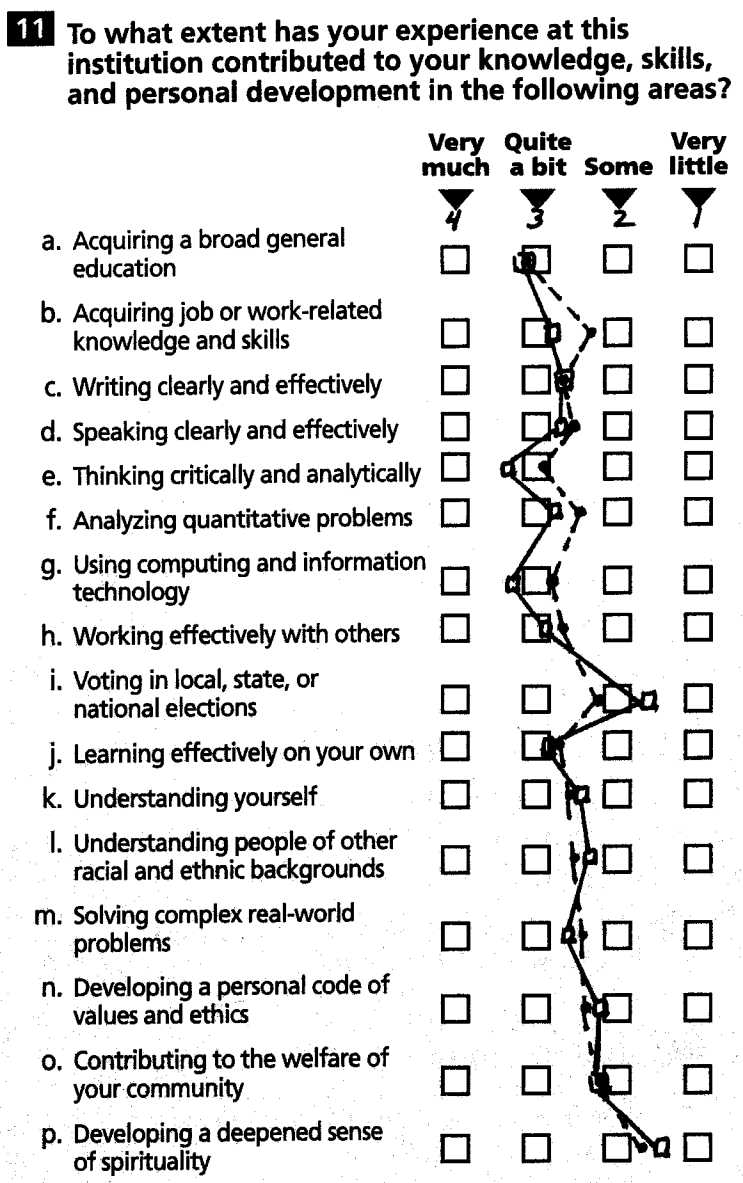 11 To what extent has your experience at this
institution contributed to your knowledge, skills,
and personal development in the following areas?
Very Quite Very
much a bit Some little
4 3 2 1
a. Acquiring a broad general
education
b. Acquiring job or work-related
knowledge and skills
c. Writing clearly and effectively
d. Speaking clearly and effectively
e. Thinking critically and analytically
f. Analyzing quantitative problems
g. Using computing and information
technology
h. Working effectively with others
i. Voting in local, state, or
national elections
j. Learning effectively on your own
k. Understanding yourself
l. Understanding people of other
racial and ethnic backgrounds
m. Solving complex real-world
problems
n. Developing a personal code of
values and ethics
o. Contributing to the welfare of
your community
p. Developing a deepened sense
of spirituality